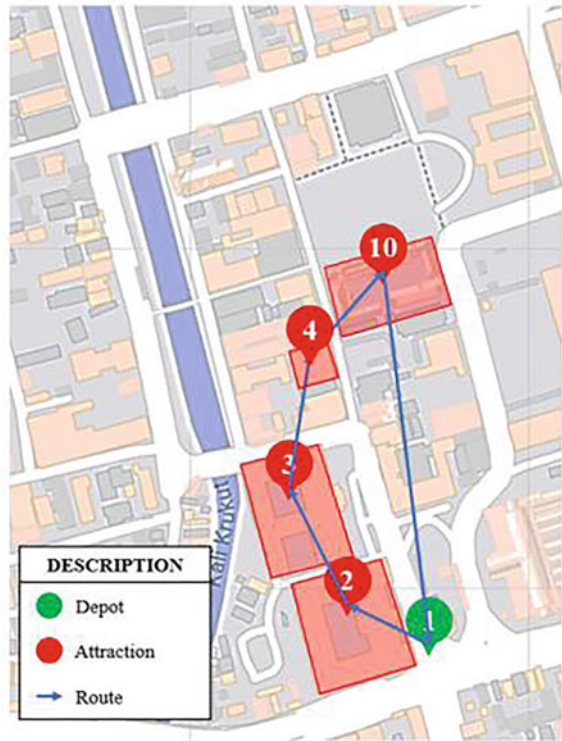 10
4
3
2
1
Kali Krukut
DESCRIPTION
Depot
Attraction
Route